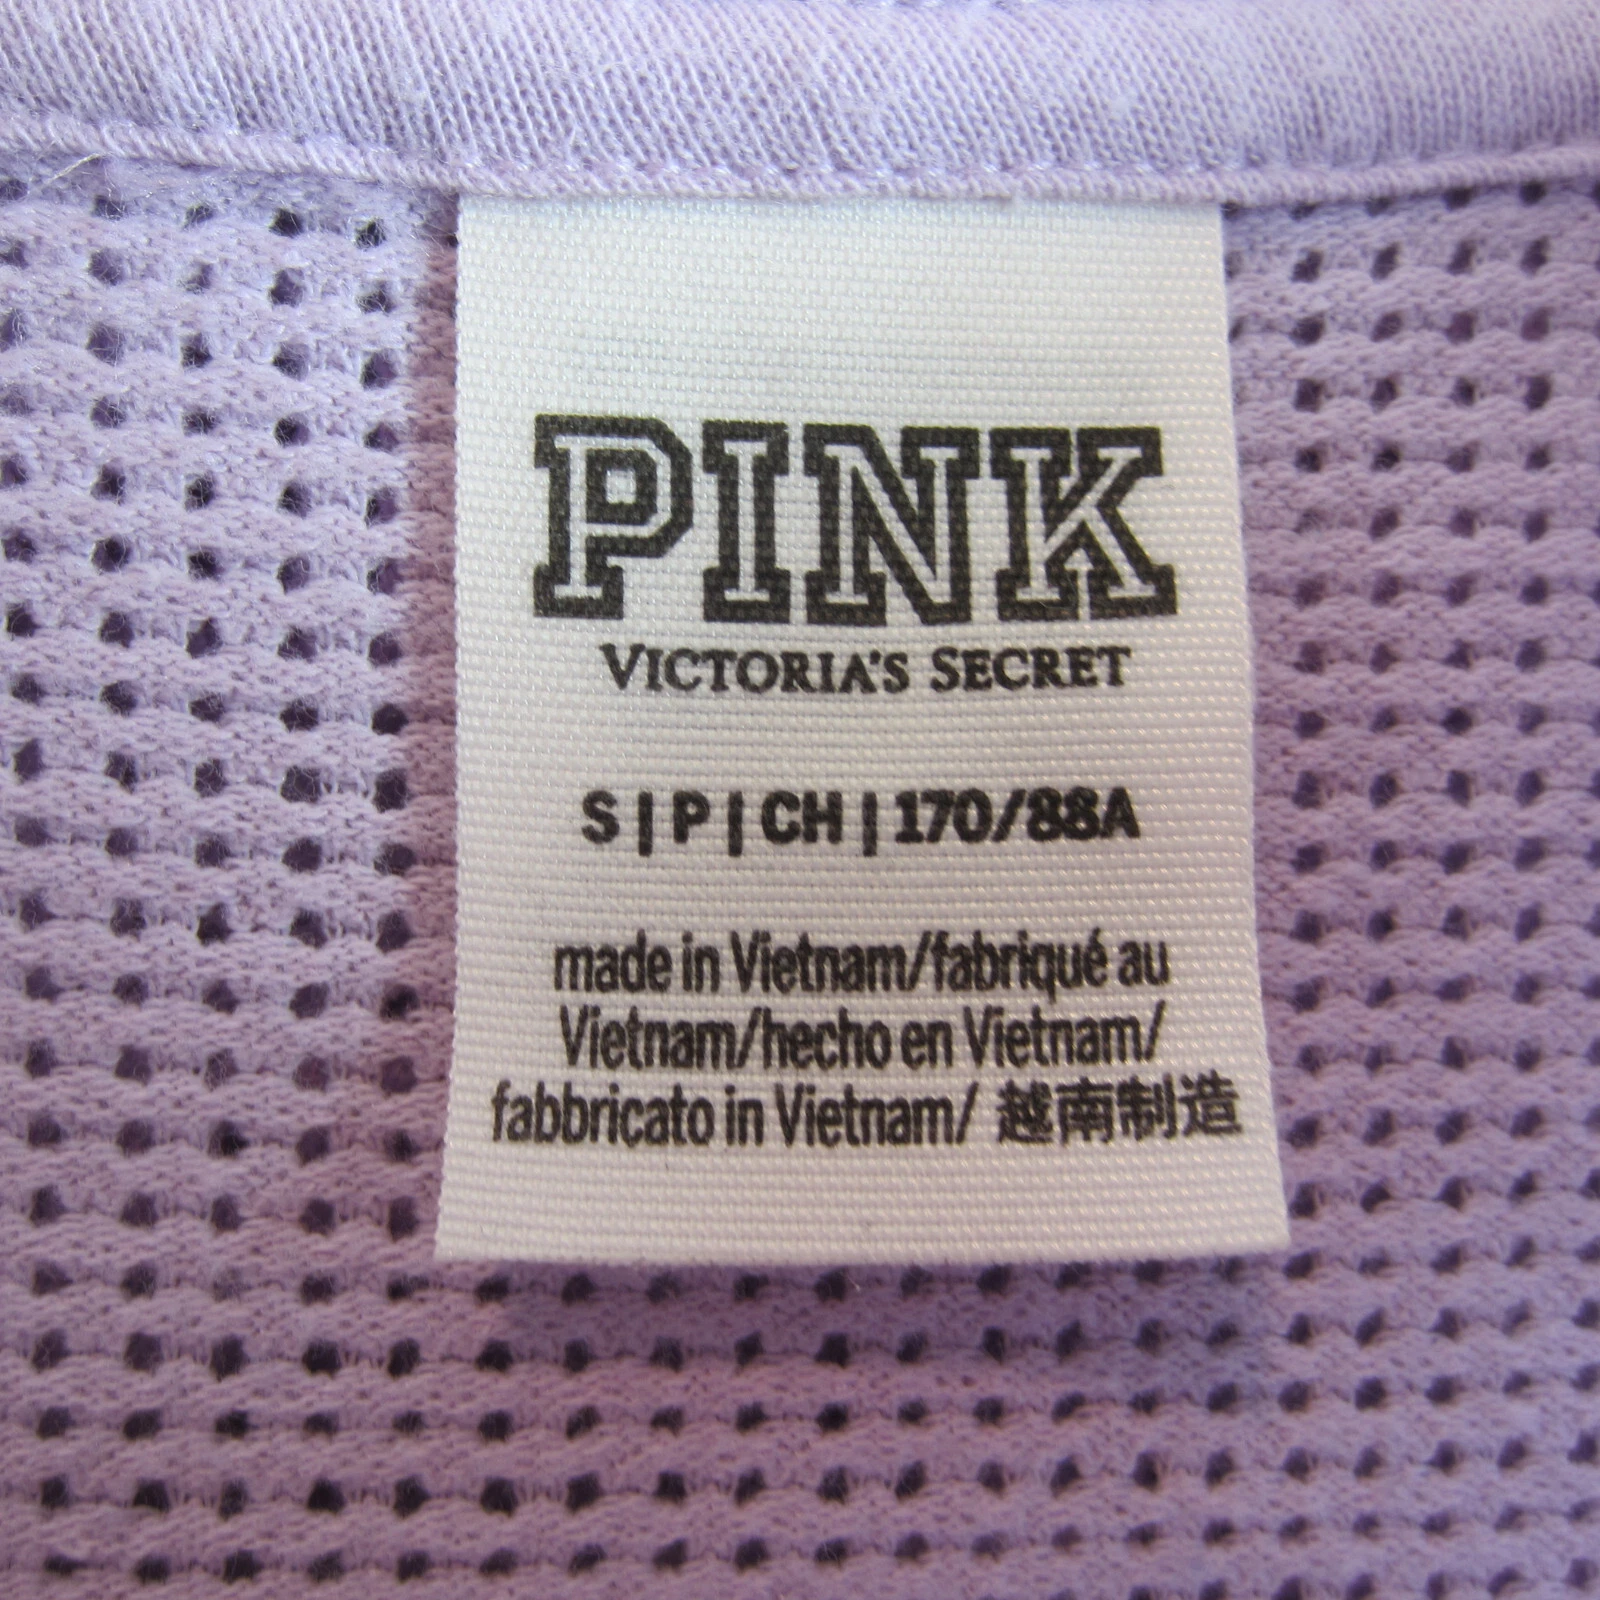 PINK
VICTORIA'S SECRET
S | P | CH | 170/88A
made in Vietnam/fabriqué au
Vietnam/hecho en Vietnam/
fabbricato in Vietnam/ 越南制造